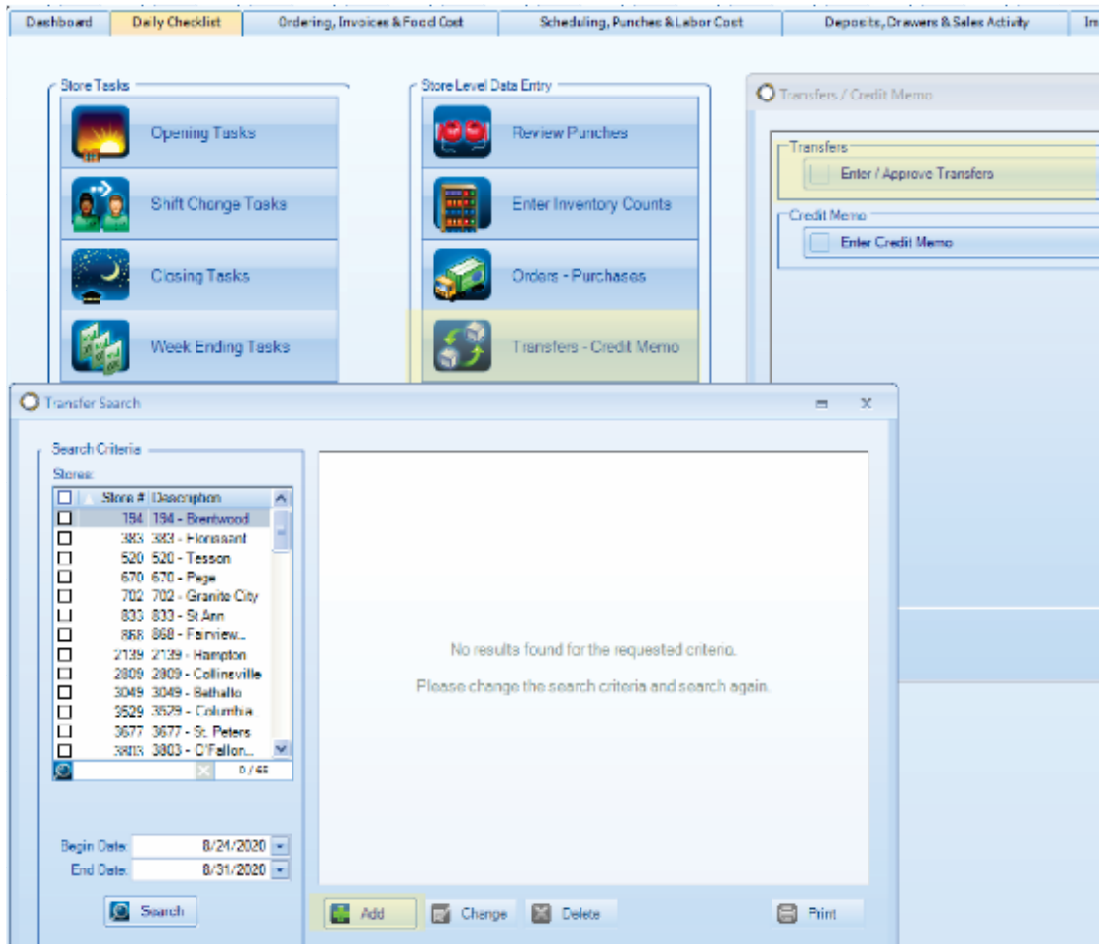 Dashboard
Daily Checklist
Ordering, Invoices & Food Cost
Scheduling, Punches & Labor Cost
Deposits, Drawers & Sales Activity
Im
Store Tasks
Opening Tasks
Shift Change Tasks
Closing Tasks
Week Ending Tasks
Store Level Data Entry
Review Punches
Enter Inventory Counts
Orders - Purchases
Transfers - Credit Memo
Transfers / Credit Memo
Transfers
Enter / Approve Transfers
Credit Memo
Enter Credit Memo
Transfer Search
Search Criteria
Stores:
Store # Description
194 194 - Brentwood
383 383 - Florissant
520 520 - Tesson
670 670 - Page
702 702 - Granite City
833 833 - St Ann
868 868 - Fairview...
2139 2139 - Hampton
2809 2809 - Collinsville
3049 3049 - Bethalto
3529 3529 - Columbia
3677 3677 - St. Peters
3803 3803 - O'Fallon...
Begin Date: 8/24/2020
End Date: 8/31/2020
Search
No results found for the requested criteria.
Please change the search criteria and search again.
Add
Change
Delete
Print